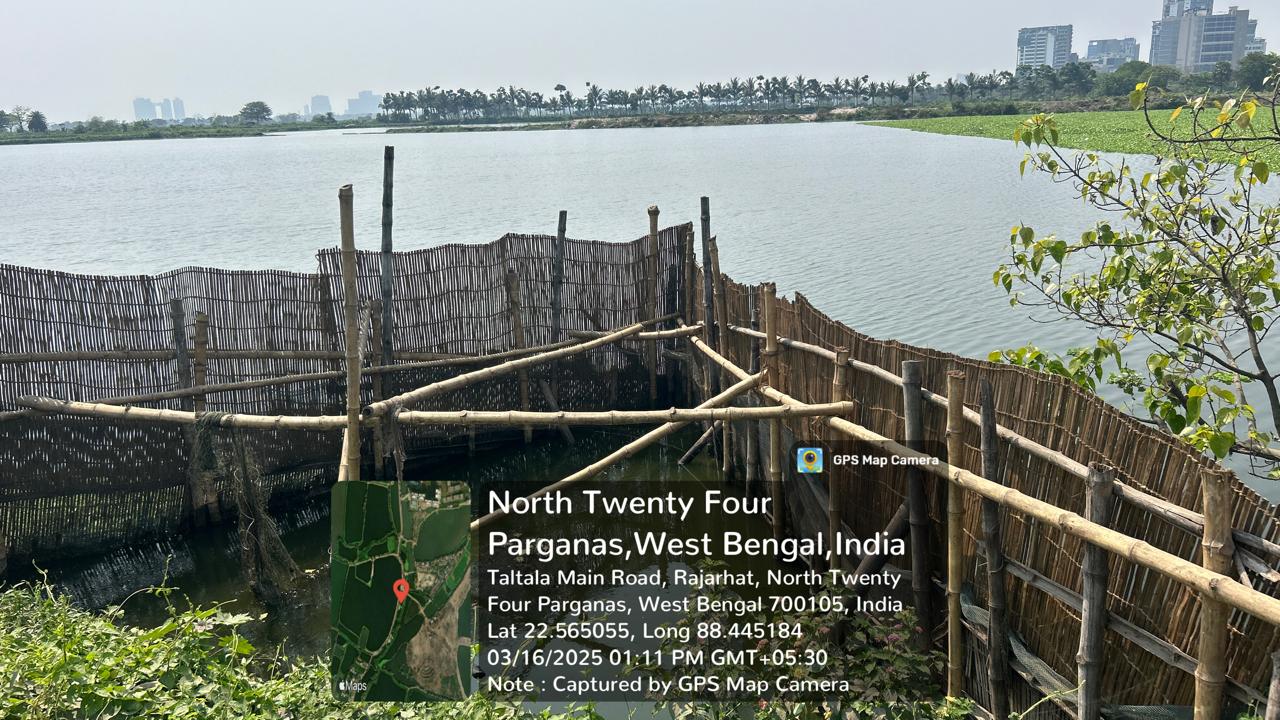 GPS Map Camera
North Twenty Four
Parganas,West Bengal,India
Taltala Main Road, Rajarhat, North Twenty
Four Parganas, West Bengal 700105, India
Lat 22.565055, Long 88.445184
03/16/2025 01:11 PM GMT+05:30
Note : Captured by GPS Map Camera
Maps